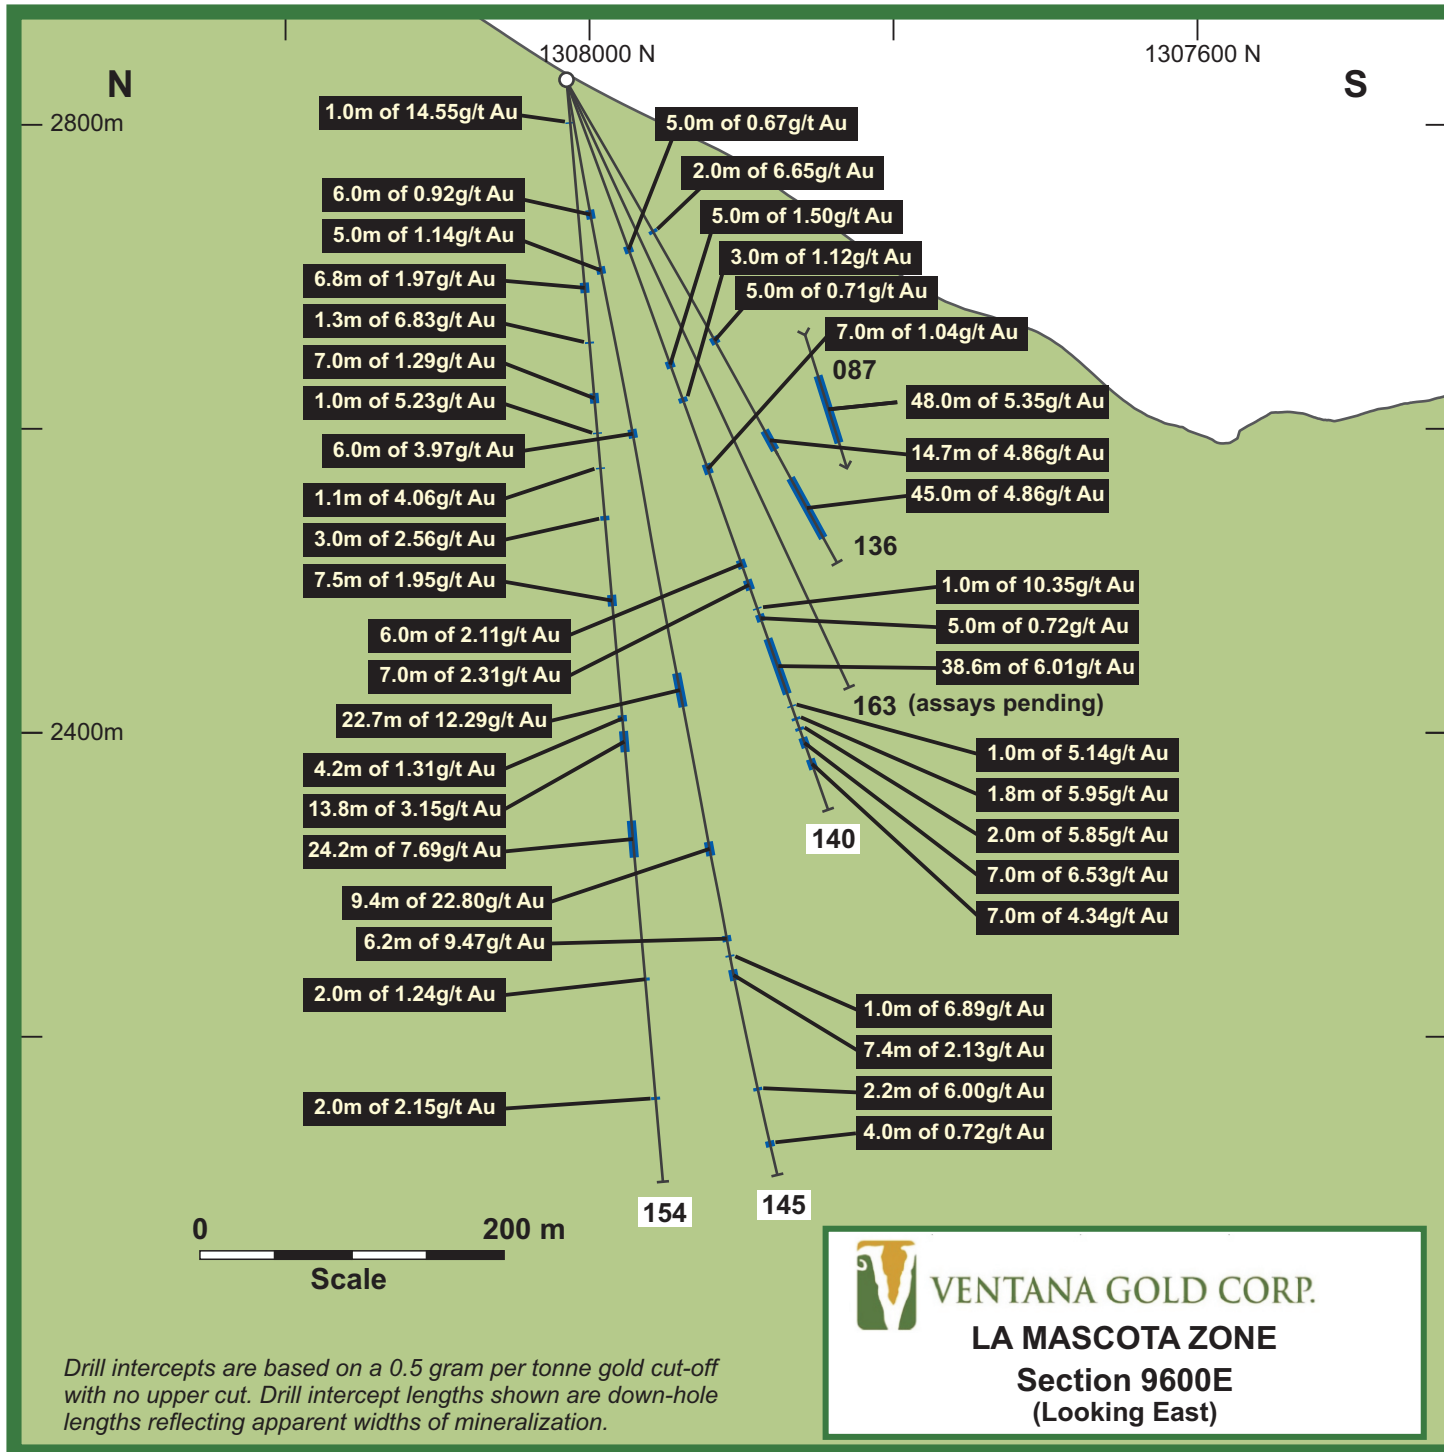 1308000 N
1307600 N
N
S
2800m
1.0m of 14.55g/t Au
5.0m of 0.67g/t Au
2.0m of 6.65g/t Au
6.0m of 0.92g/t Au
5.0m of 1.50g/t Au
5.0m of 1.14g/t Au
3.0m of 1.12g/t Au
6.8m of 1.97g/t Au
5.0m of 0.71g/t Au
1.3m of 6.83g/t Au
7.0m of 1.04g/t Au
7.0m of 1.29g/t Au
087
1.0m of 5.23g/t Au
48.0m of 5.35g/t Au
6.0m of 3.97g/t Au
14.7m of 4.86g/t Au
1.1m of 4.06g/t Au
45.0m of 4.86g/t Au
3.0m of 2.56g/t Au
136
7.5m of 1.95g/t Au
1.0m of 10.35g/t Au
6.0m of 2.11g/t Au
5.0m of 0.72g/t Au
7.0m of 2.31g/t Au
38.6m of 6.01g/t Au
163 (assays pending)
22.7m of 12.29g/t Au
2400m
1.0m of 5.14g/t Au
4.2m of 1.31g/t Au
1.8m of 5.95g/t Au
13.8m of 3.15g/t Au
2.0m of 5.85g/t Au
140
24.2m of 7.69g/t Au
7.0m of 6.53g/t Au
9.4m of 22.80g/t Au
7.0m of 4.34g/t Au
6.2m of 9.47g/t Au
2.0m of 1.24g/t Au
1.0m of 6.89g/t Au
7.4m of 2.13g/t Au
2.2m of 6.00g/t Au
2.0m of 2.15g/t Au
4.0m of 0.72g/t Au
154
145
0
200 m
Scale
VENTANA GOLD CORP.
LA MASCOTA ZONE
Section 9600E
(Looking East)
Drill intercepts are based on a 0.5 gram per tonne gold cut-off
with no upper cut. Drill intercept lengths shown are down-hole
lengths reflecting apparent widths of mineralization.